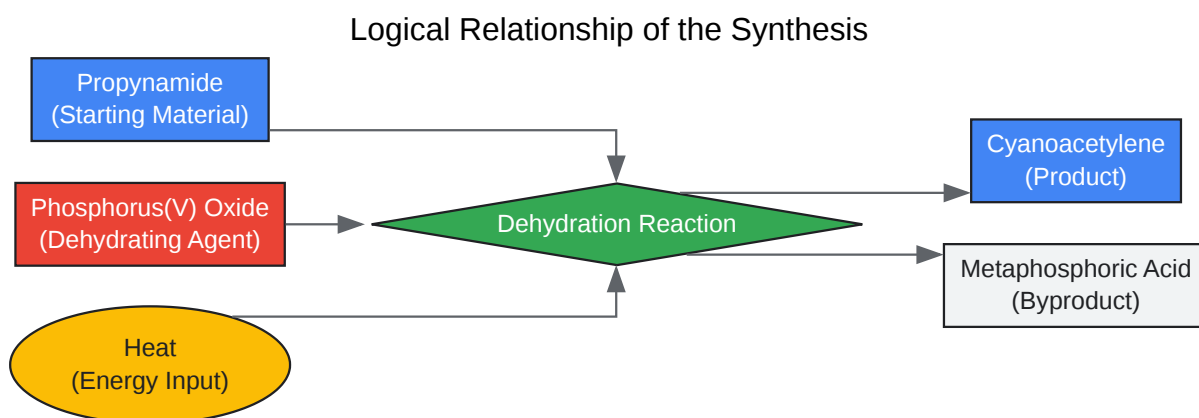 Logical Relationship of the Synthesis
Propynamide
(Starting Material)
Phosphorus(V) Oxide
(Dehydrating Agent)
Heat
(Energy Input)
Dehydration Reaction
Cyanoacetylene
(Product)
Metaphosphoric Acid
(Byproduct)